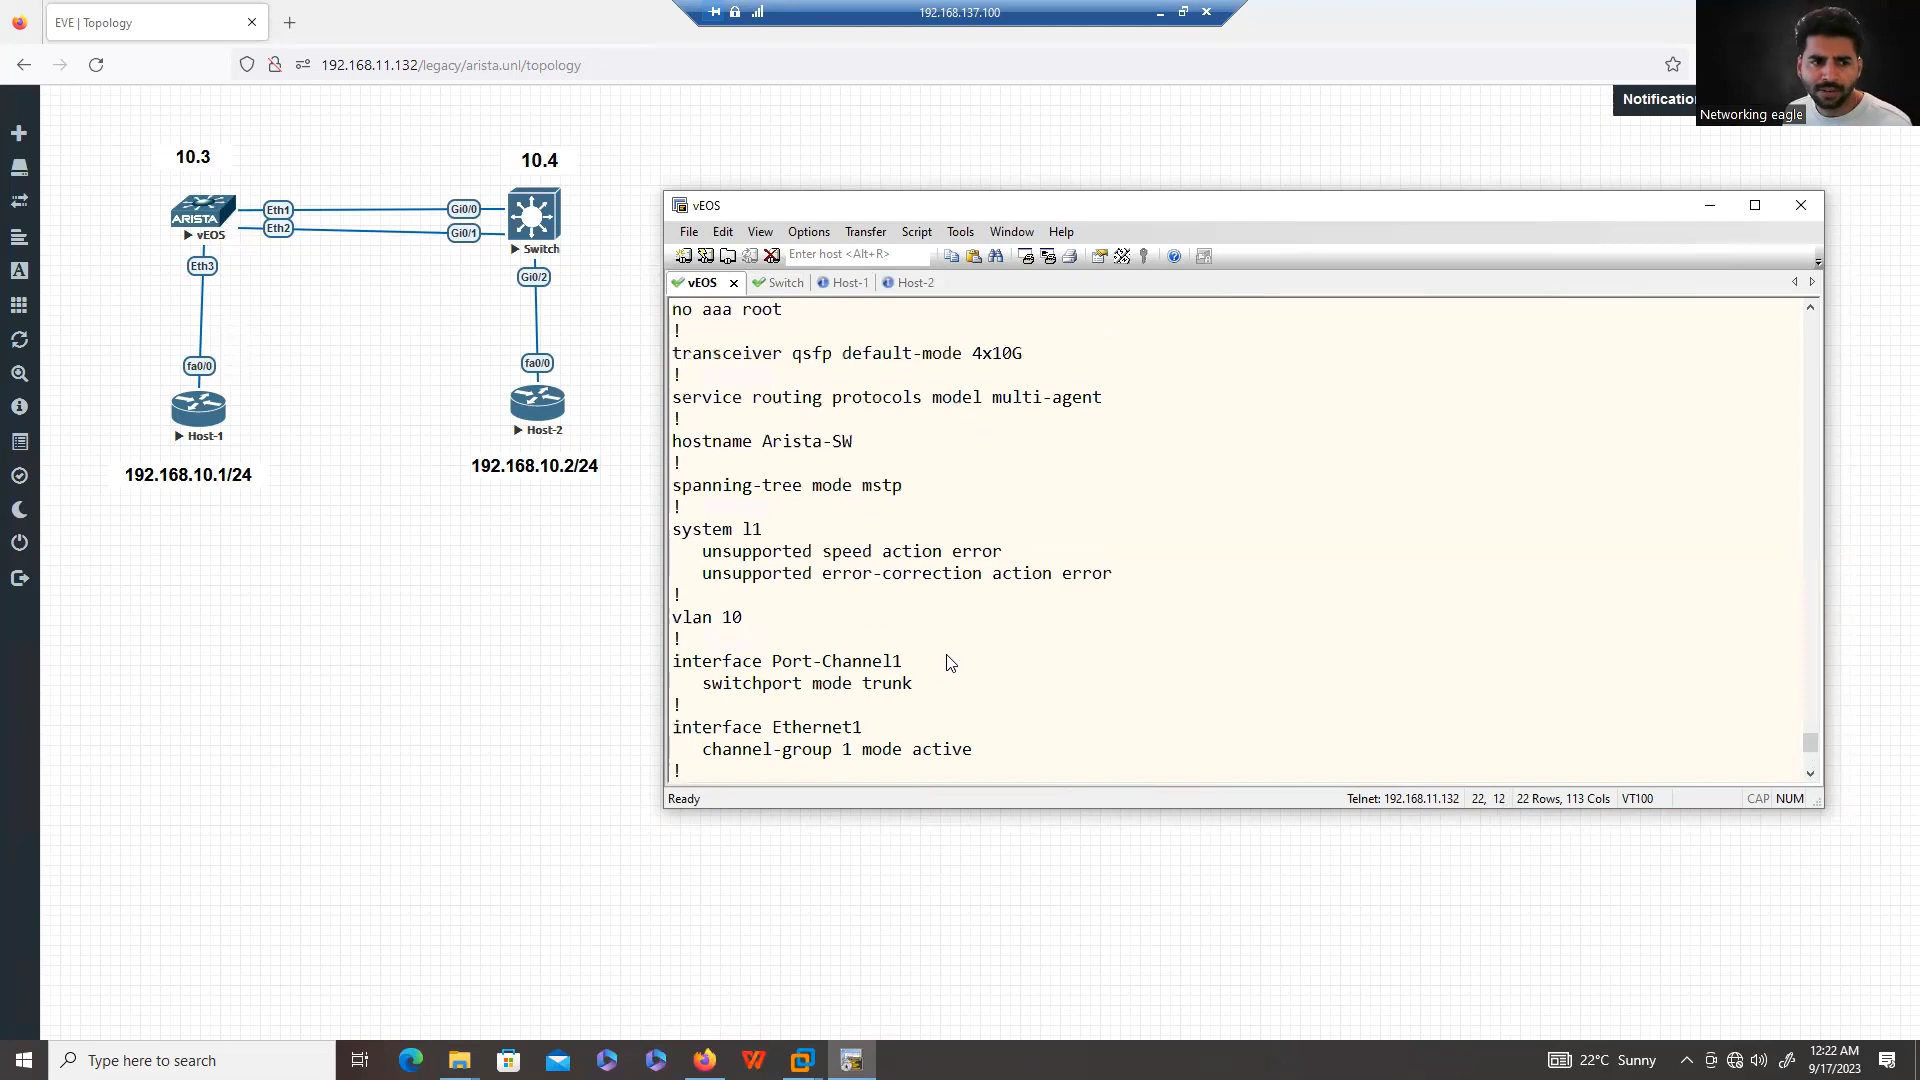 EVE | Topology
192.168.137.100
192.168.11.132/legacy/arista.unl/topology
Notificatio
Networking eagle
10.3
10.4
ARISTA
vEOS
Eth1
Eth2
Gi0/0
Gi0/1
Switch
Eth3
Gi0/2
fa0/0
fa0/0
Host-1
Host-2
192.168.10.1/24
192.168.10.2/24
vEOS
File Edit View Options Transfer Script Tools Window Help
Enter host <Alt+R>
vEOS Switch Host-1 Host-2
no aaa root
!
transceiver qsfp default-mode 4x10G
!
service routing protocols model multi-agent
!
hostname Arista-SW
!
spanning-tree mode mstp
!
system l1
unsupported speed action error
unsupported error-correction action error
!
vlan 10
!
interface Port-Channel1
switchport mode trunk
!
interface Ethernet1
channel-group 1 mode active
!
Ready Telnet: 192.168.11.132 22, 12 22 Rows, 113 Cols VT100 CAP NUM
Type here to search
22°C Sunny
12:22 AM
9/17/2023